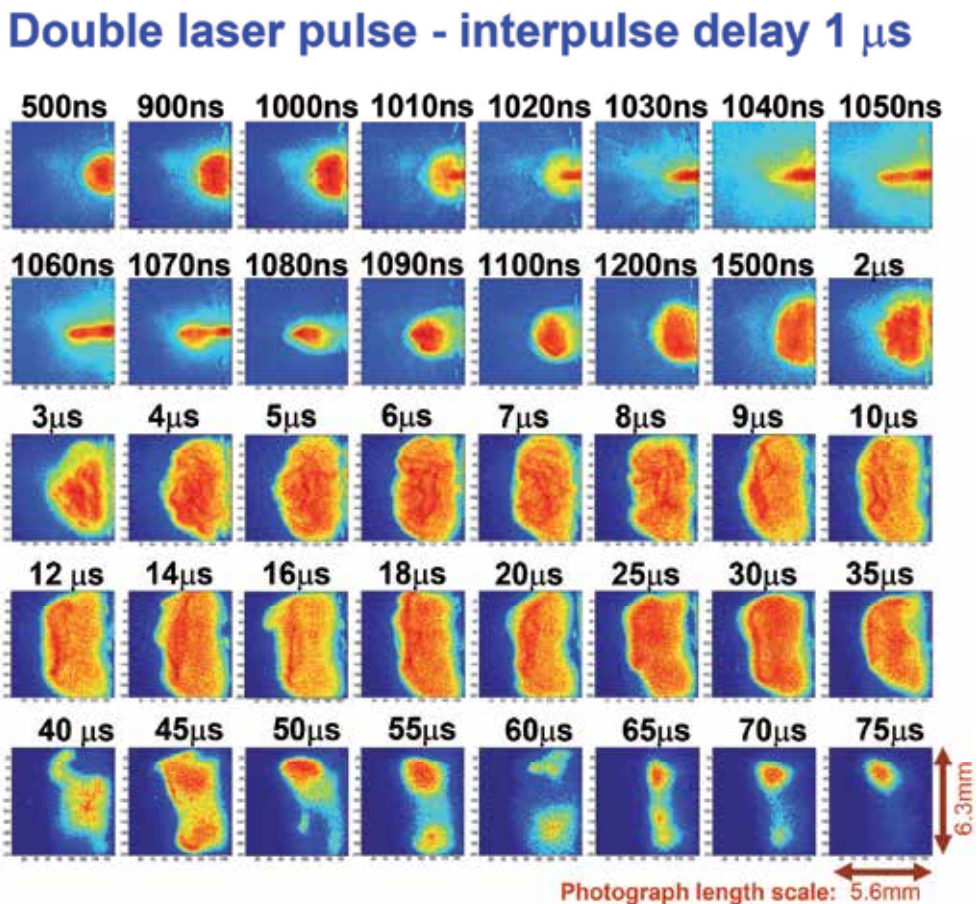 Double laser pulse - interpulse delay 1 μs
500ns 900ns 1000ns 1010ns 1020ns 1030ns 1040ns 1050ns
1060ns 1070ns 1080ns 1090ns 1100ns 1200ns 1500ns 2μs
3μs 4μs 5μs 6μs 7μs 8μs 9μs 10μs
12 μs 14μs 16μs 18μs 20μs 25μs 30μs 35μs
40 μs 45μs 50μs 55μs 60μs 65μs 70μs 75μs
6.3mm
Photograph length scale: 5.6mm